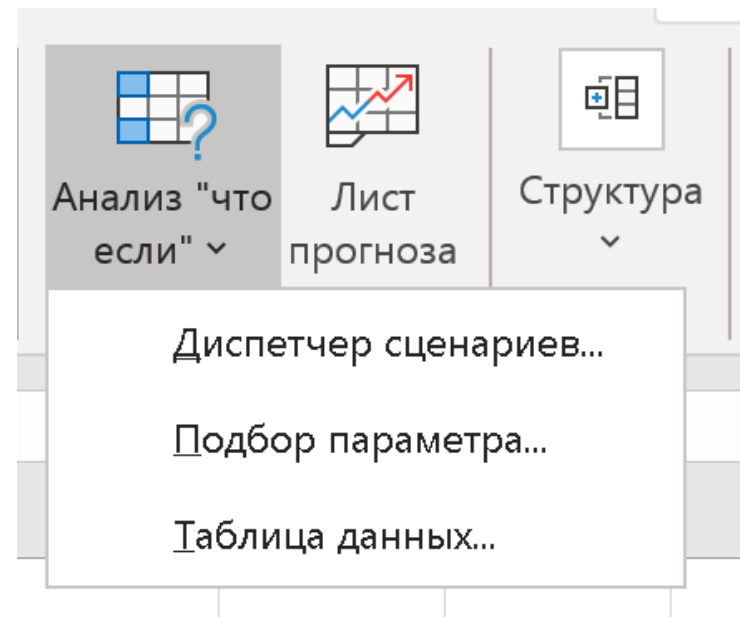 Анализ "что
если"
Лист
прогноза
Структура
Диспетчер сценариев...
Подбор параметра...
Таблица данных...